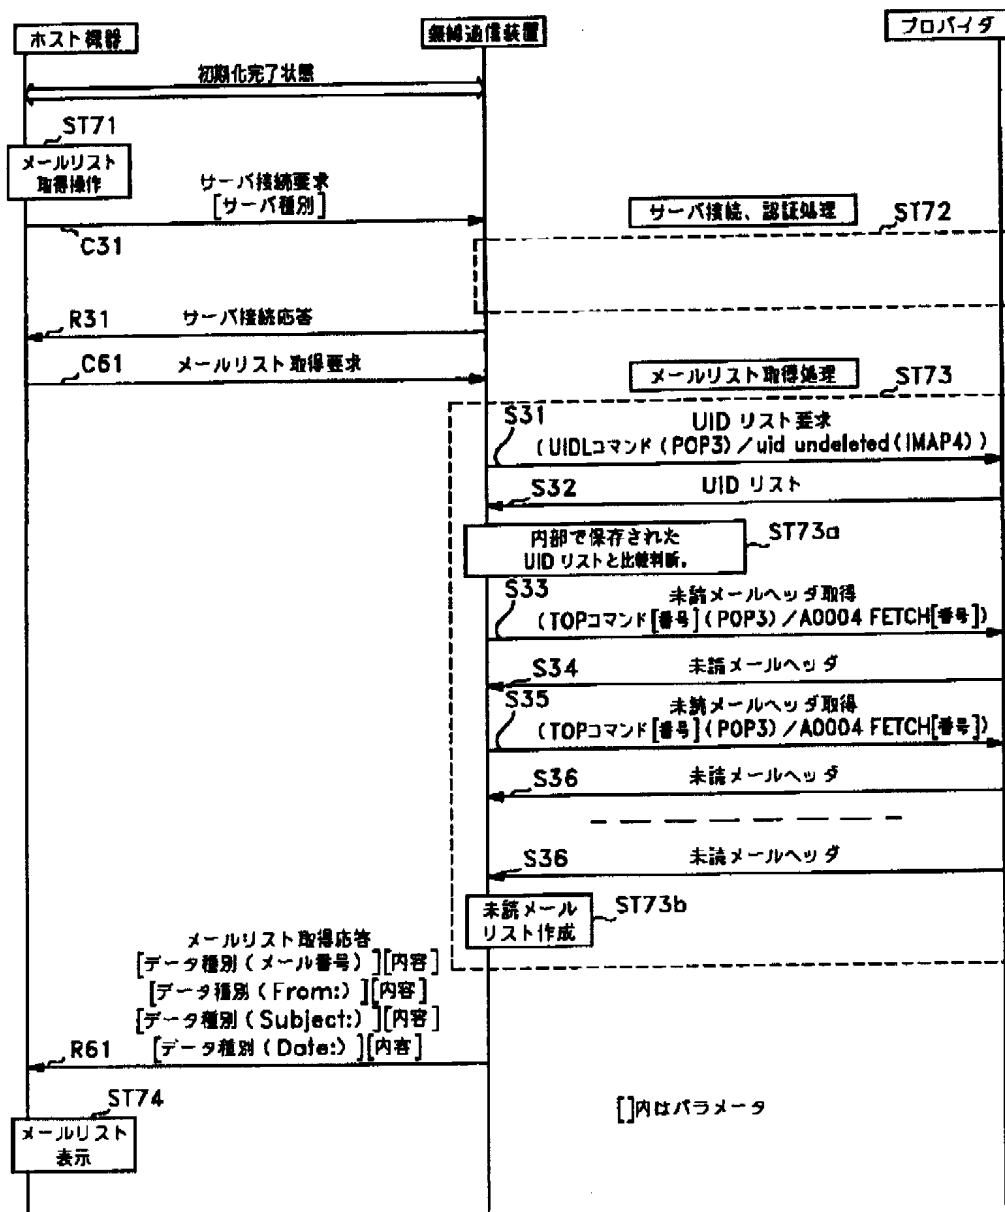 ホスト機器
無線通信装置
プロバイダ
初期化完了状態
ST71
メールリスト
取得操作
サーバ接続要求
[サーバ種別]
C31
サーバ接続、認証処理
ST72
R31
サーバ接続応答
C61
メールリスト取得要求
メールリスト取得処理
ST73
S31
UID リスト要求
(UIDLコマンド(POP3)/uid undeleted(IMAP4))
S32
UID リスト
内部で保存された
UID リストと比較判断。
ST73a
S33
未読メールヘッダ取得
(TOPコマンド[番号](POP3)/A0004 FETCH[番号])
S34
未読メールヘッダ
S35
未読メールヘッダ取得
(TOPコマンド[番号](POP3)/A0004 FETCH[番号])
S36
未読メールヘッダ
S36
未読メールヘッダ
未読メール
リスト作成
ST73b
メールリスト取得応答
[データ種別(メール番号)][内容]
[データ種別(From:)][内容]
[データ種別(Subject:)][内容]
[データ種別(Date:)][内容]
R61
ST74
メールリスト
表示
[]内はパラメータ